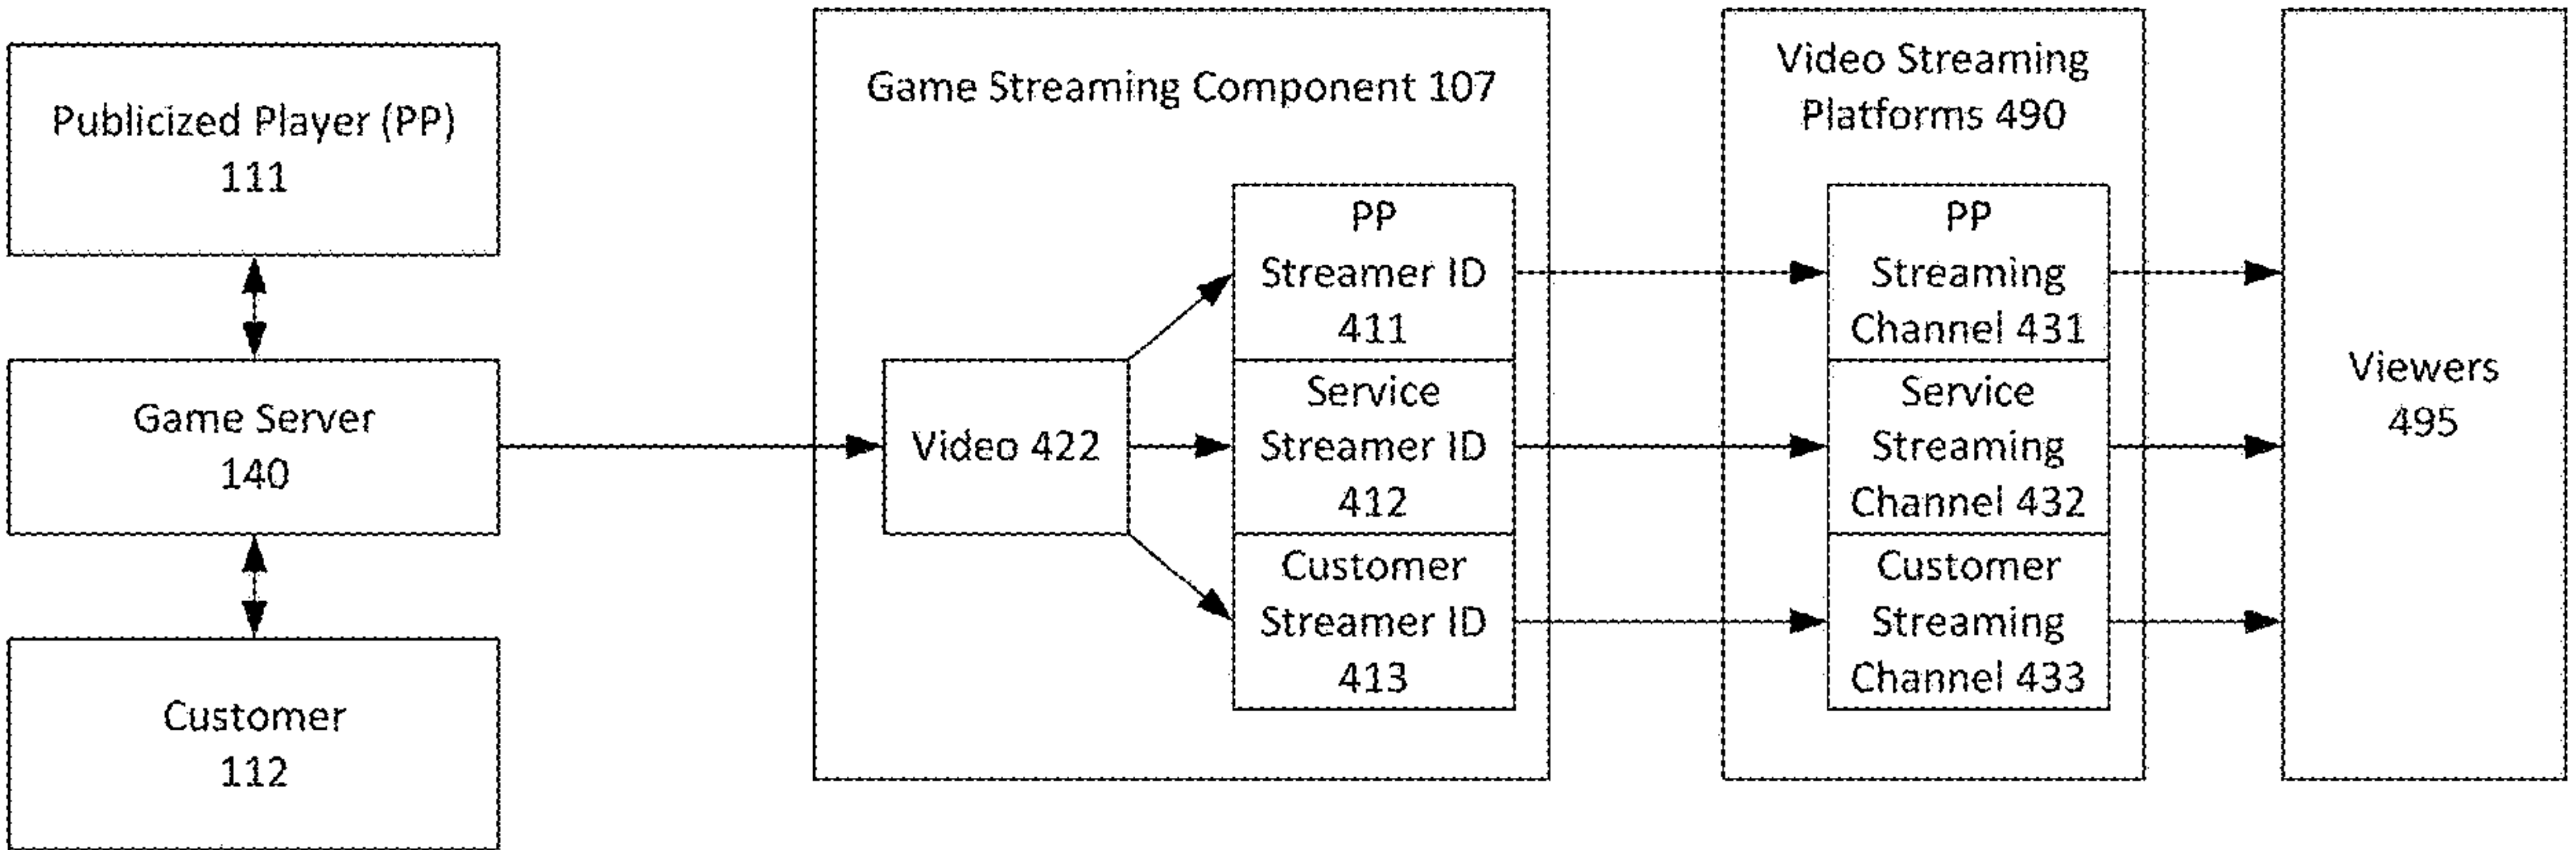 Publicized Player (PP)
111
Game Server
140
Customer
112
Game Streaming Component 107
Video 422
PP
Streamer ID
411
Service
Streamer ID
412
Customer
Streamer ID
413
Video Streaming
Platforms 490
PP
Streaming
Channel 431
Service
Streaming
Channel 432
Customer
Streaming
Channel 433
Viewers
495